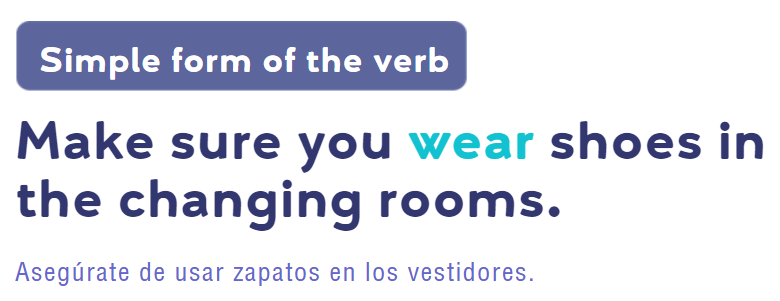 Simple form of the verb
Make sure you wear shoes in
the changing rooms.
Asegúrate de usar zapatos en los vestidores.